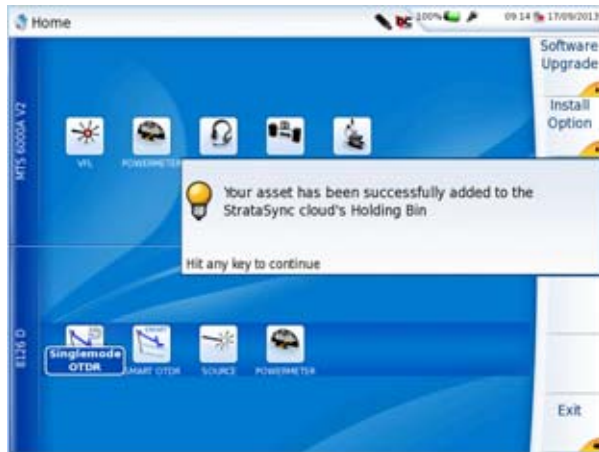 Home
100%
09:14
17/09/2013
Software
Upgrade
Install
Option
MTS 6000A V2
VFL
POWERMETER
Your asset has been successfully added to the
StrataSync cloud's Holding Bin
Hit any key to continue
8126 D
Singlemode
OTDR
SMART OTDR
SOURCE
POWERMETER
Exit